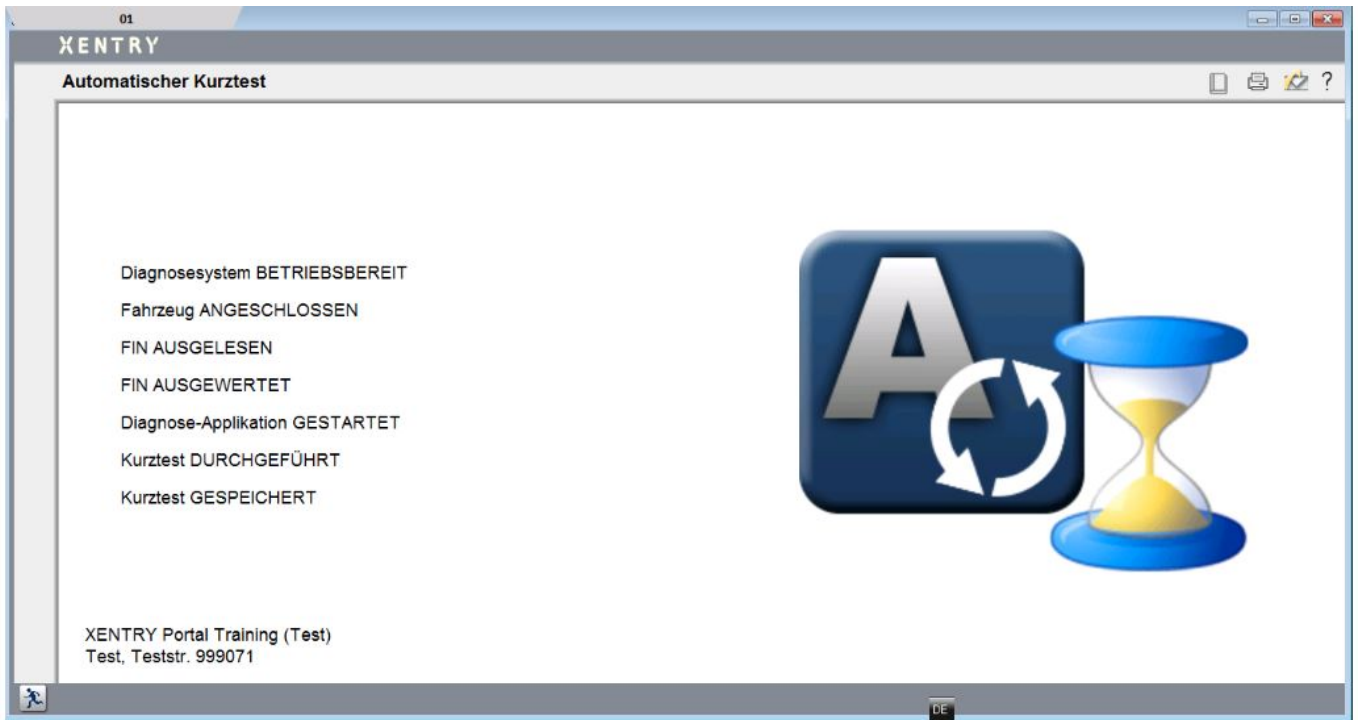 01
XENTRY
Automatischer Kurztest
?
Diagnosesystem BETRIEBSBEREIT
Fahrzeug ANGESCHLOSSEN
FIN AUSGELESEN
FIN AUSGEWERTET
Diagnose-Applikation GESTARTET
Kurztest DURCHGEFÜHRT
Kurztest GESPEICHERT
A
XENTRY Portal Training (Test)
Test, Teststr. 999071
DE